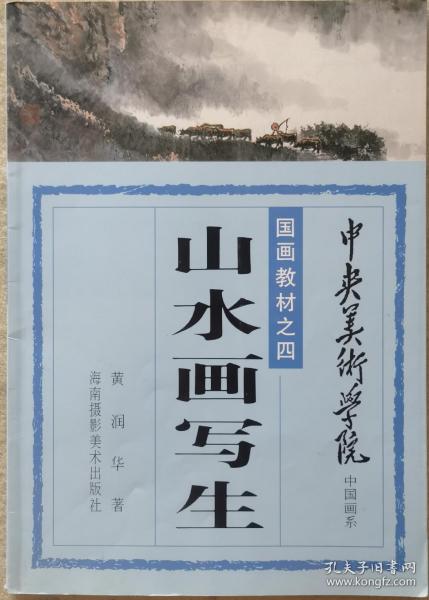 中央美術学院
中国画系
国画教材之四
山水画写生
黄润华著
海南摄影美术出版社
孔夫子旧书网
www.kongfz.com